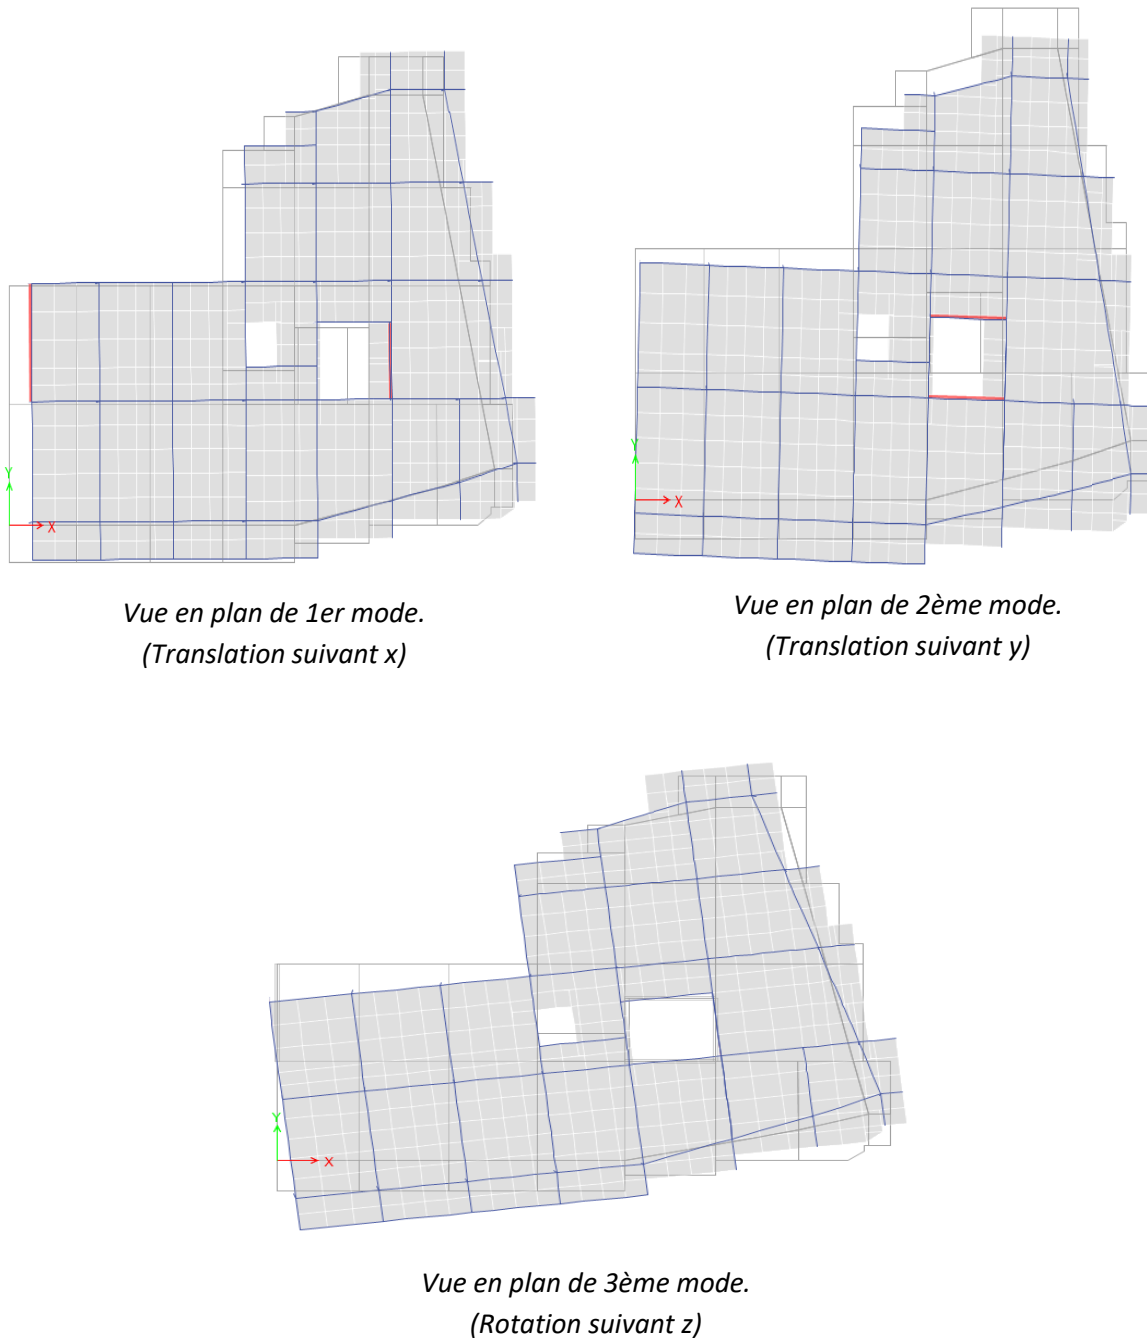 Y
X
Vue en plan de 1er mode.
(Translation suivant x)
Y
X
Vue en plan de 2ème mode.
(Translation suivant y)
Y
X
Vue en plan de 3ème mode.
(Rotation suivant z)